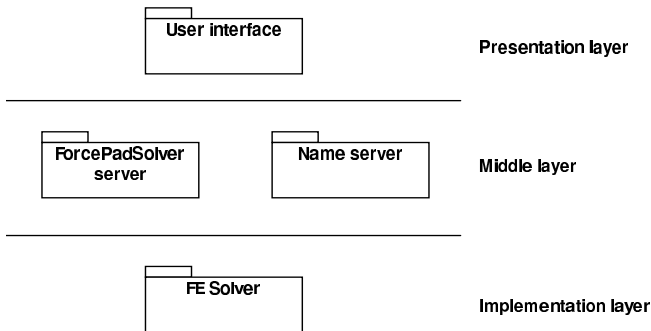 User interface
Presentation layer
ForcePadSolver
server
Name server
Middle layer
FE Solver
Implementation layer